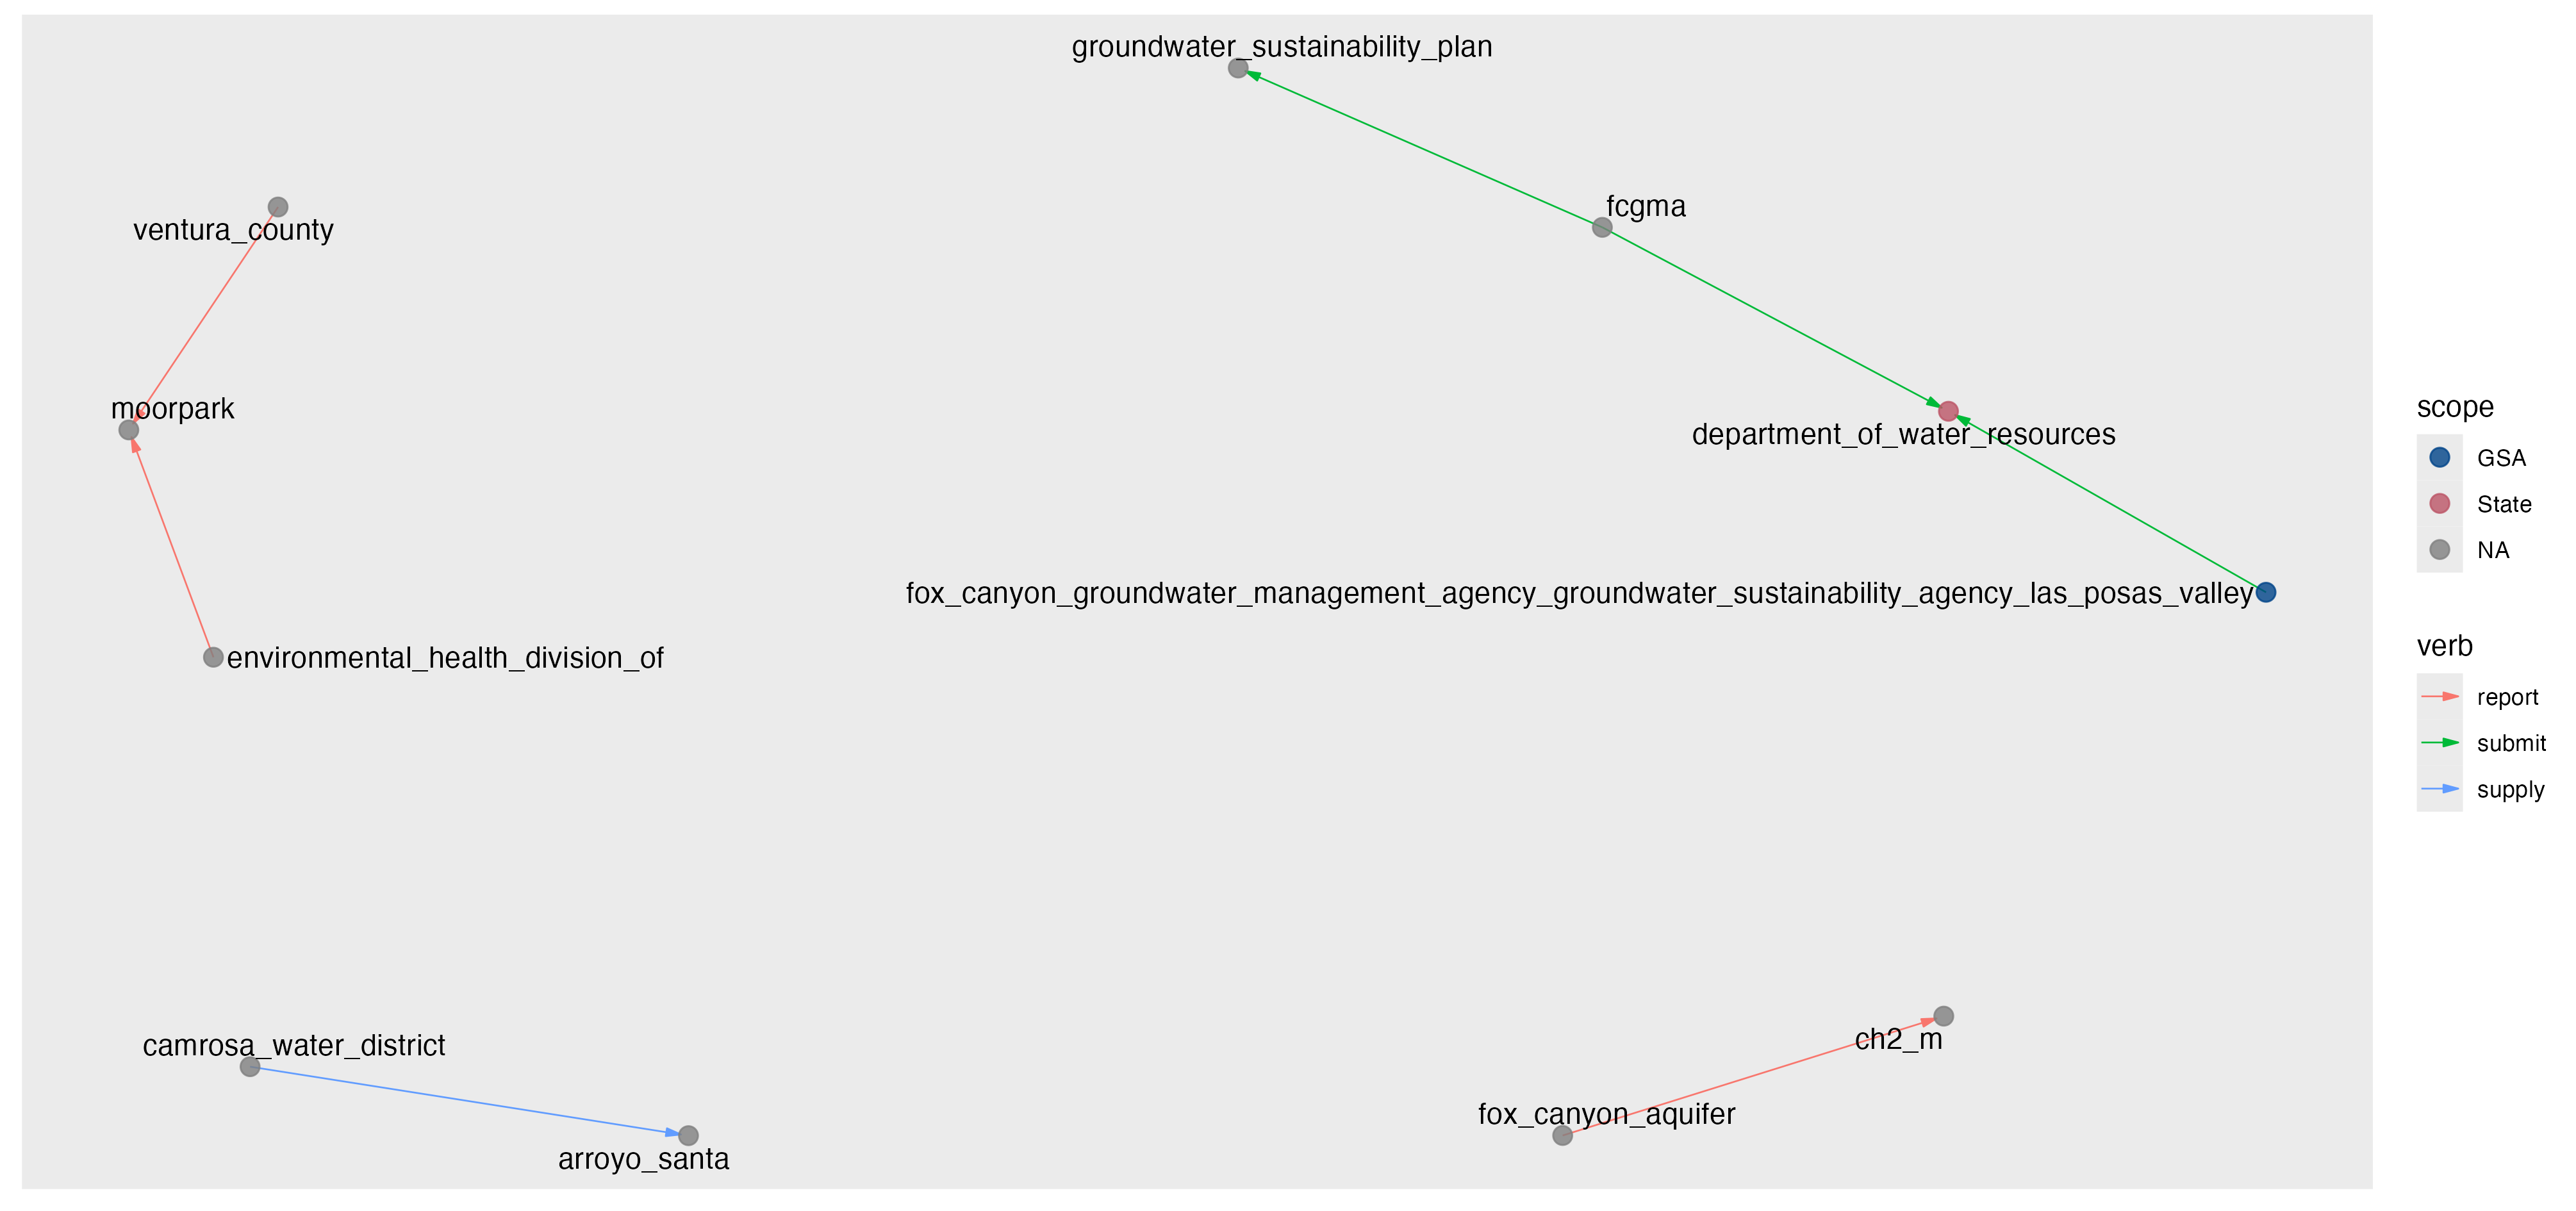 groundwater_sustainability_plan
fcgma
ventura_county
moorpark
department_of_water_resources
fox_canyon_groundwater_management_agency_groundwater_sustainability_agency_las_posas_valley
environmental_health_division_of
camrosa_water_district
arroyo_santa
ch2_m
fox_canyon_aquifer
scope
GSA
State
NA
verb
report
submit
supply